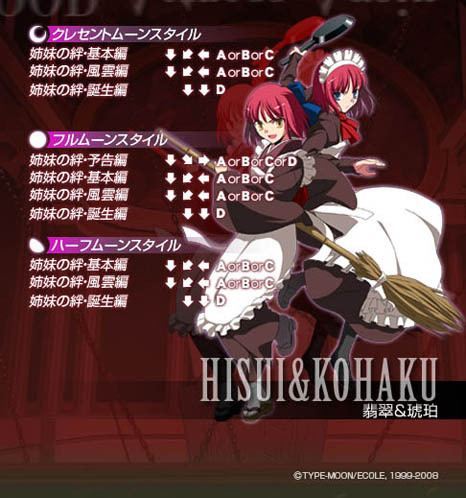 クレセントムーンスタイル
姉妹の絆・基本編 ⬇↙⬅ AorBorC
姉妹の絆・風雲編 ⬇↙⬅ AorBorC
姉妹の絆・誕生編 ⬇⬇ D
フルムーンスタイル
姉妹の絆・予告編 ⬇↘➡ AorBorCorD
姉妹の絆・基本編 ⬇↙⬅ AorBorC
姉妹の絆・風雲編 ⬇↙⬅ AorBorC
姉妹の絆・誕生編 ⬇⬇ D
ハーフムーンスタイル
姉妹の絆・基本編 ⬇↙⬅ AorBorC
姉妹の絆・風雲編 ⬇↙⬅ AorBorC
姉妹の絆・誕生編 ⬇⬇ D
HISUI&KOHAKU
翡翠&琥珀
©TYPE-MOON/ECOLE, 1999-2008